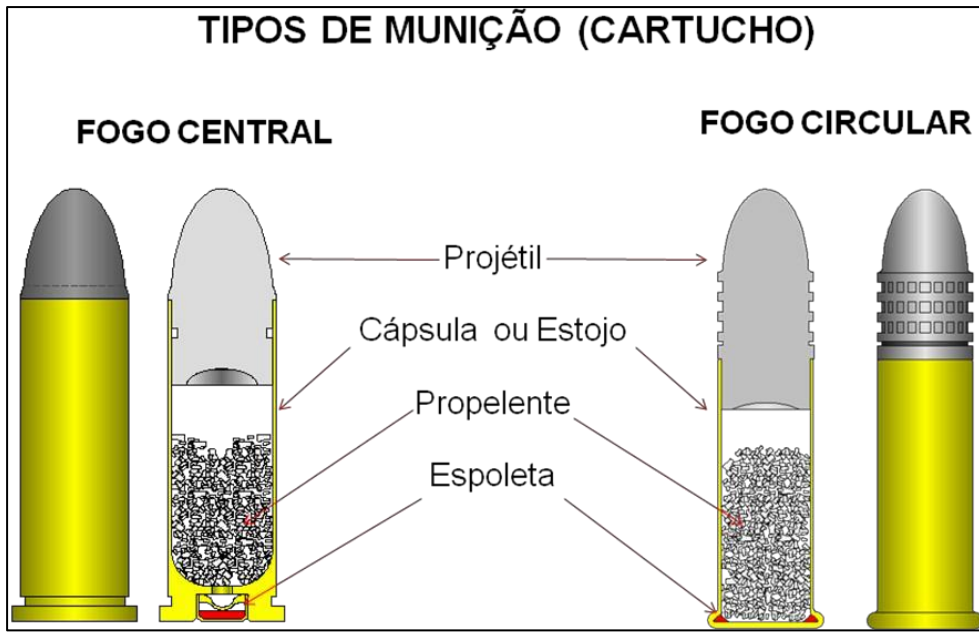 TIPOS DE MUNIÇÃO (CARTUCHO)
FOGO CENTRAL
FOGO CIRCULAR
Projétil
Cápsula ou Estojo
Propelente
Espoleta